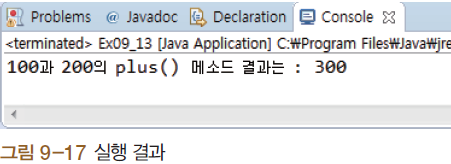 Problems @ Javadoc Declaration Console
<terminated> Ex09_13 [Java Application] C:₩Program Files₩Java₩jre
100과 200의 plus() 메소드 결과는 : 300
그림 9-17 실행 결과